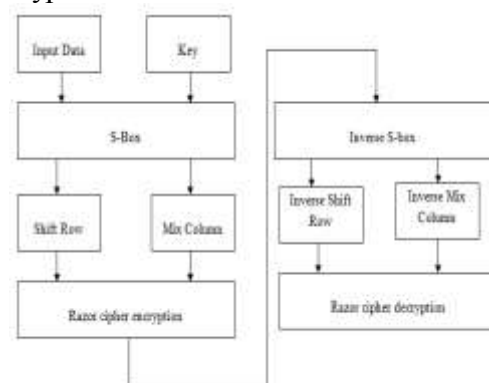 Input Data
Key
S-Box
Shift Row
Mix Column
Razor cipher encryption
Inverse S-box
Inverse Shift
Row
Inverse Mix
Column
Razor cipher decryption